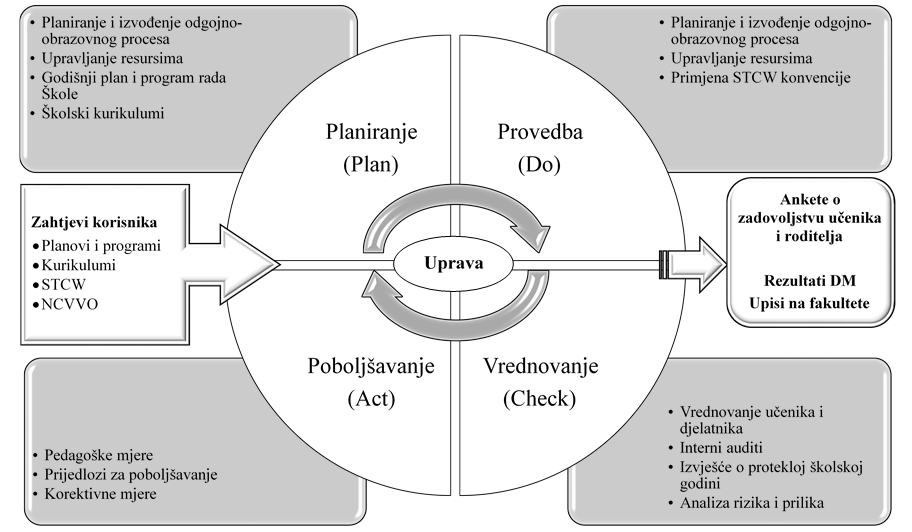 • Planiranje i izvođenje odgojno-
obrazovnog procesa
• Upravljanje resursima
• Godišnji plan i program rada
Škole
• Školski kurikulumi
• Planiranje i izvođenje odgojno-
obrazovnog procesa
• Upravljanje resursima
• Primjena STCW konvencije
Planiranje
(Plan)
Provedba
(Do)
Zahtjevi korisnika
• Planovi i programi
• Kurikulumi
• STCW
• NCVVO
Uprava
Ankete o
zadovoljstvu učenika
i roditelja
Rezultati DM
Upisi na fakultete
Poboljšavanje
(Act)
Vrednovanje
(Check)
• Pedagoške mjere
• Prijedlozi za poboljšavanje
• Korektivne mjere
• Vrednovanje učenika i
djelatnika
• Interni auditi
• Izvješće o protekloj školskoj
godini
• Analiza rizika i prilika